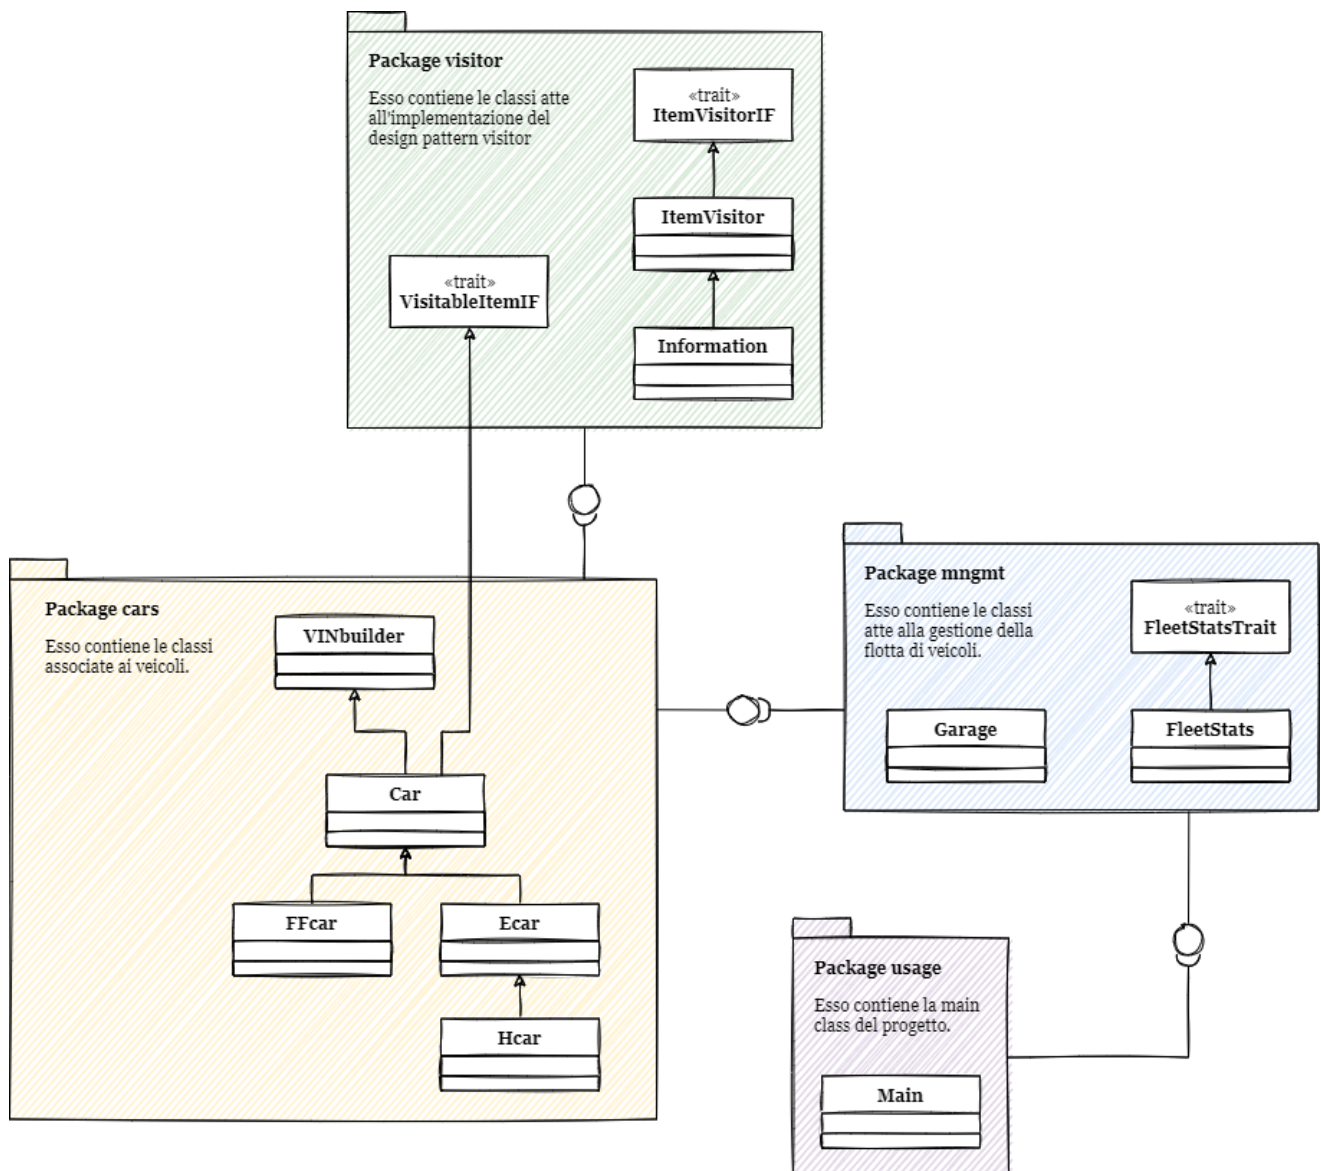 Package visitor
Esso contiene le classi atte
all'implementazione del
design pattern visitor
«trait»
ItemVisitorIF
ItemVisitor
«trait»
VisitableItemIF
Information
Package cars
Esso contiene le classi
associate ai veicoli.
VINbuilder
Car
FFcar
Ecar
Hcar
Package mngmt
Esso contiene le classi
atte alla gestione della
flotta di veicoli.
«trait»
FleetStatsTrait
Garage
FleetStats
Package usage
Esso contiene la main
class del progetto.
Main